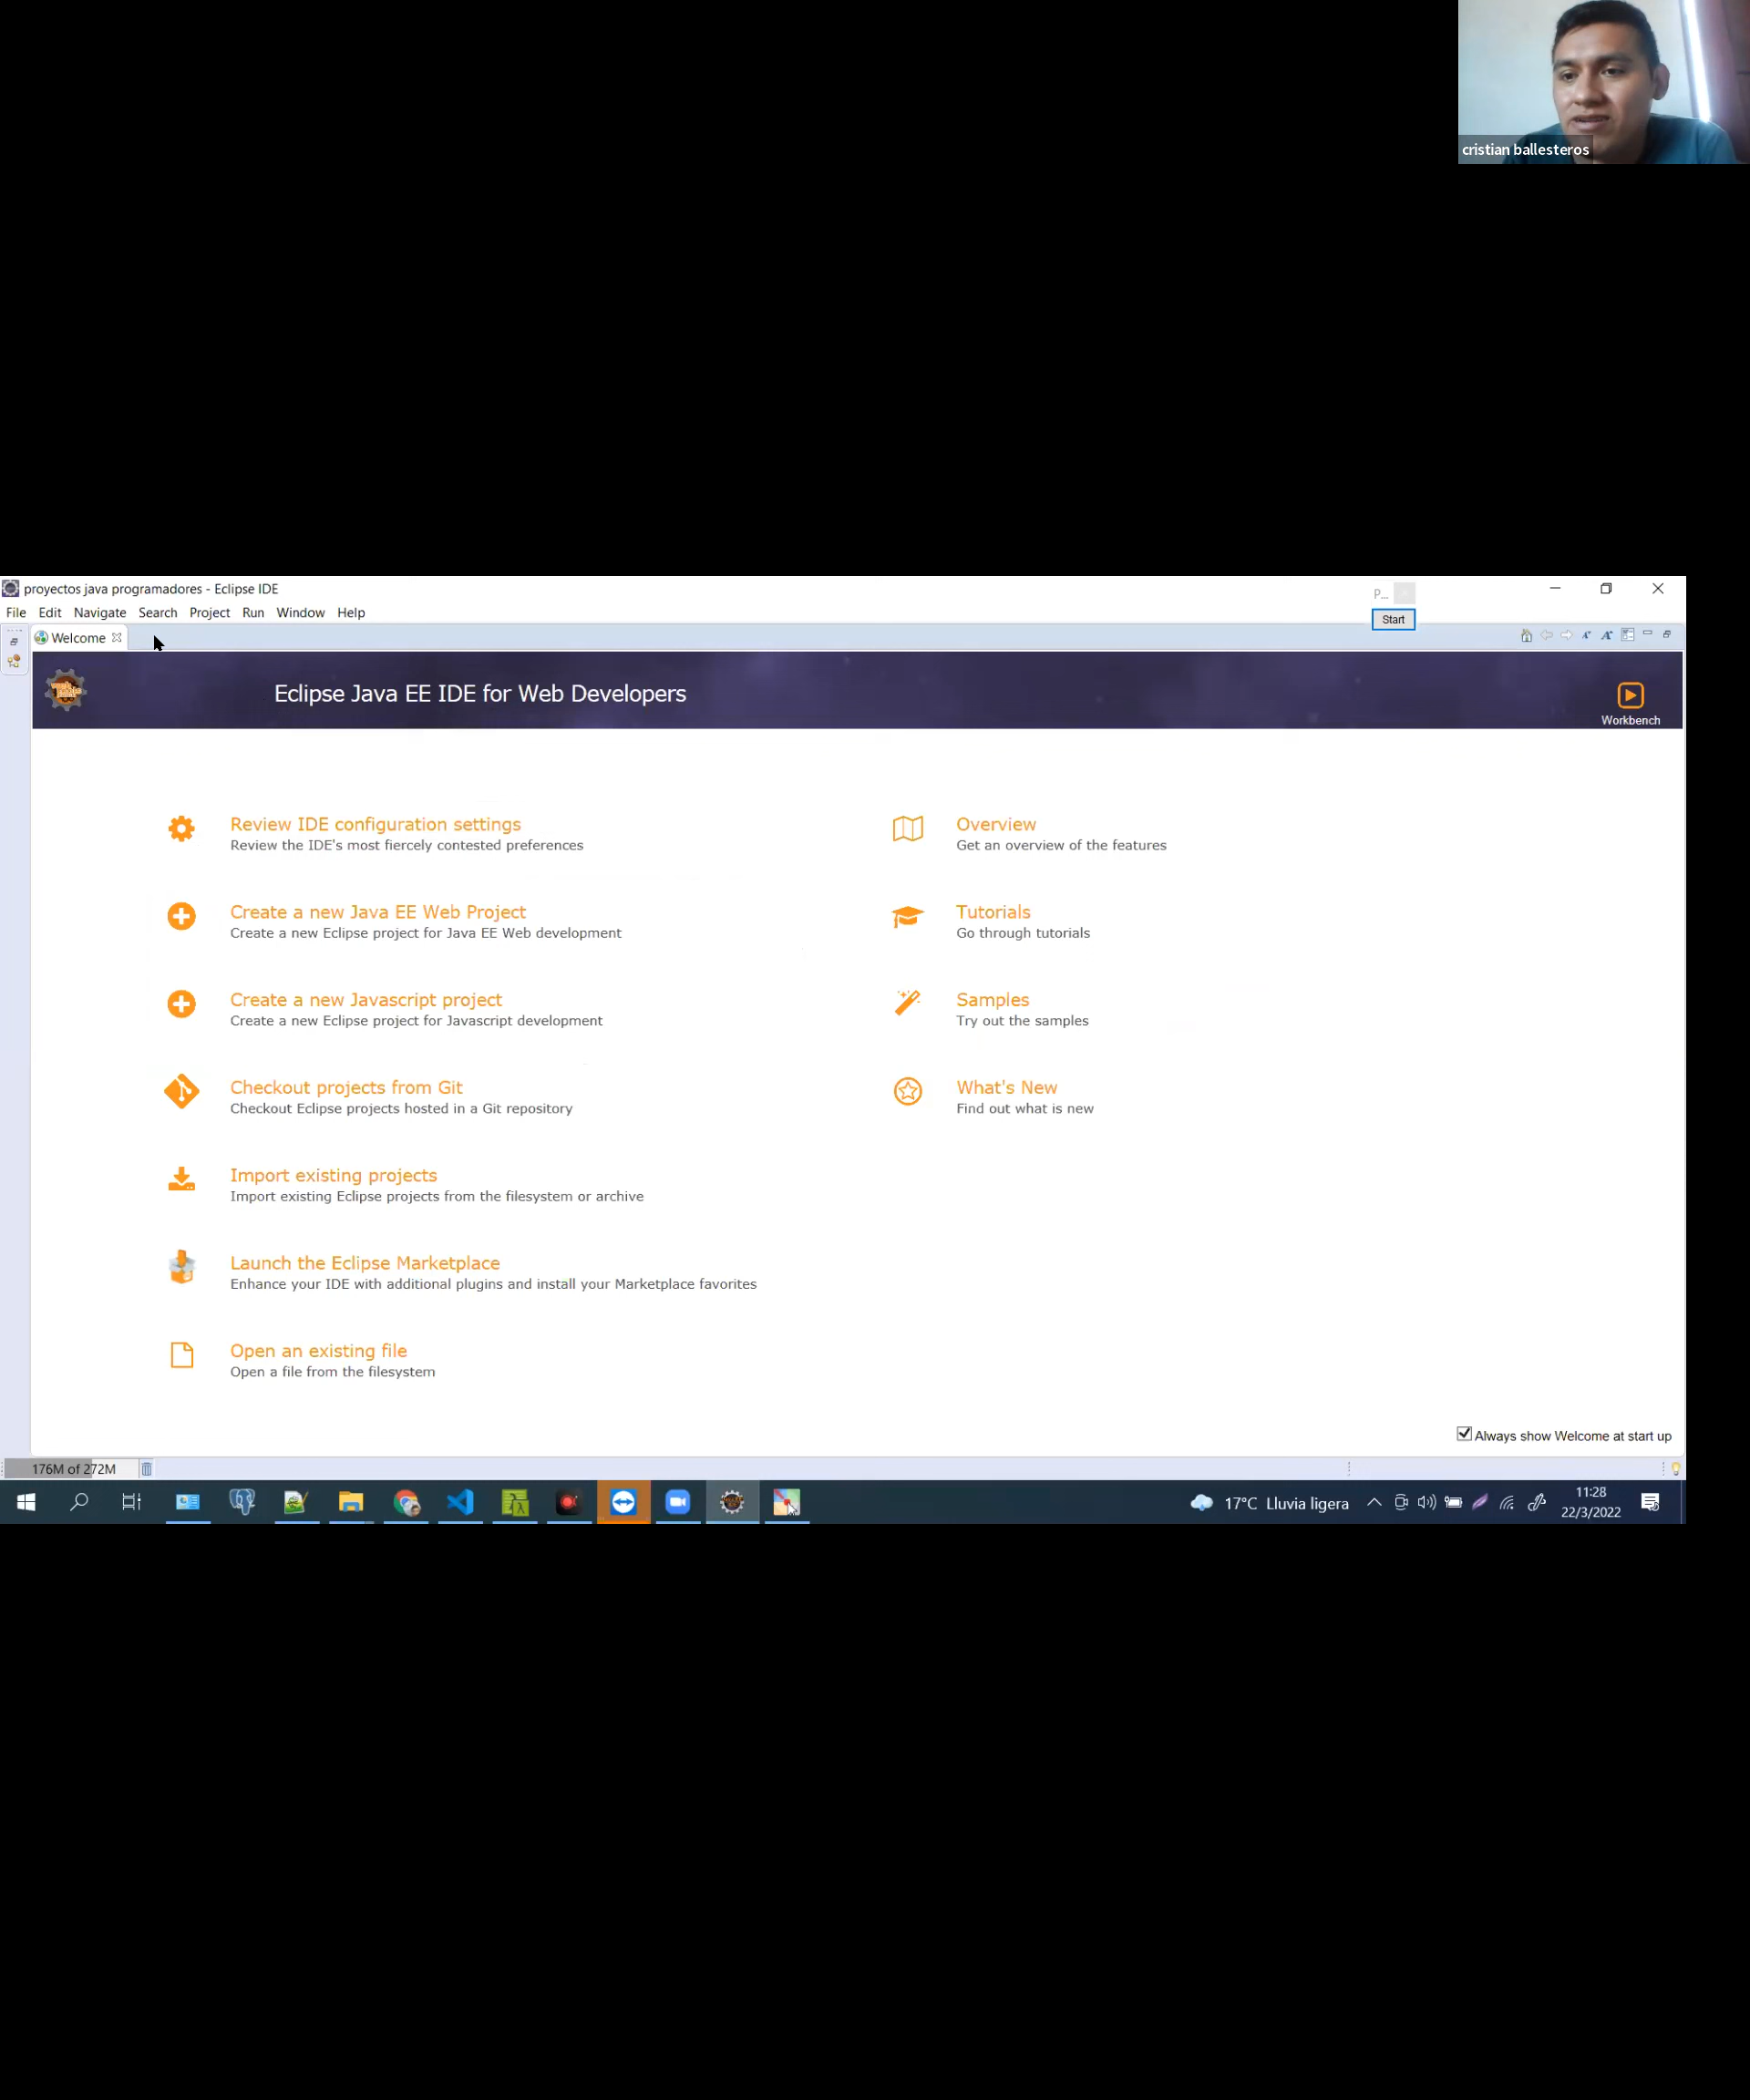 cristian ballesteros
proyectos java programadores - Eclipse IDE
P...
File Edit Navigate Search Project Run Window Help
Start
Welcome
Eclipse Java EE IDE for Web Developers
Workbench
Review IDE configuration settings
Review the IDE's most fiercely contested preferences
Overview
Get an overview of the features
Create a new Java EE Web Project
Create a new Eclipse project for Java EE Web development
Tutorials
Go through tutorials
Create a new Javascript project
Create a new Eclipse project for Javascript development
Samples
Try out the samples
Checkout projects from Git
Checkout Eclipse projects hosted in a Git repository
What's New
Find out what is new
Import existing projects
Import existing Eclipse projects from the filesystem or archive
Launch the Eclipse Marketplace
Enhance your IDE with additional plugins and install your Marketplace favorites
Open an existing file
Open a file from the filesystem
Always show Welcome at start up
176M of 272M
17°C Lluvia ligera
11:28
22/3/2022